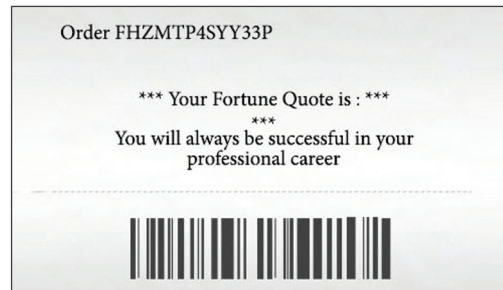 Order FHZMTP4SYY33P
*** Your Fortune Quote is : ***
***
You will always be successful in your
professional career